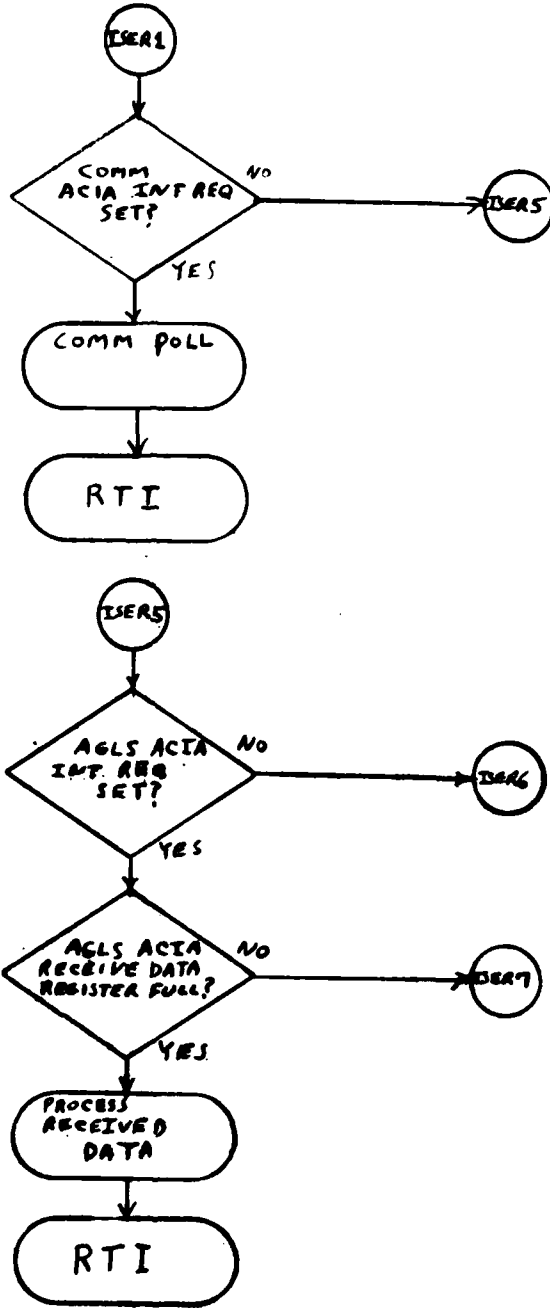 ISER1
COMM
ACIA INT REQ
SET?
NO
ISER5
YES
COMM POLL
RTI
ISER5
AGLS ACIA
INT. REQ
SET?
NO
ISER6
YES
AGLS ACIA
RECEIVE DATA
REGISTER FULL?
NO
ISER7
YES
PROCESS
RECEIVED
DATA
RTI